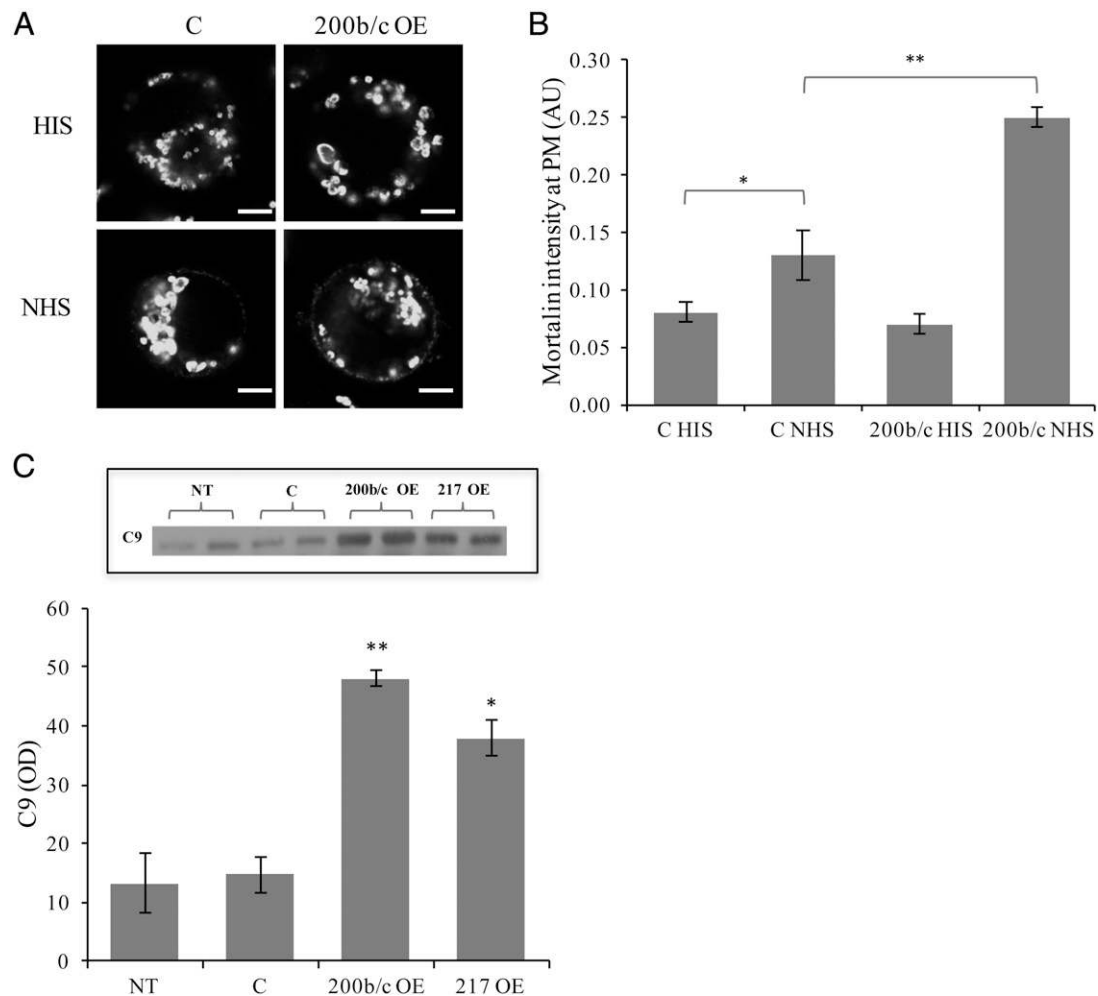 A
C 200b/c OE
HIS
NHS
B
Mortalin intensity at PM (AU)
0.30
0.25
0.20
0.15
0.10
0.05
0.00
*
**
C HIS C NHS 200b/c HIS 200b/c NHS
C
NT C 200b/c OE 217 OE
C9
C9 (OD)
60
50
40
30
20
10
0
**
*
NT C 200b/c OE 217 OE